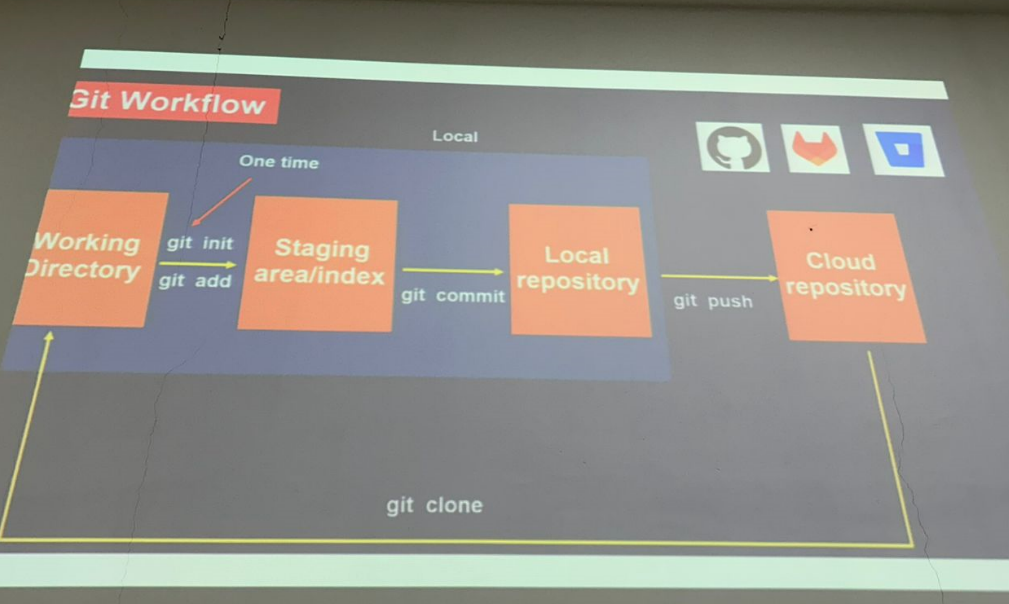 Git Workflow
Local
One time
Working
Directory
git init
git add
Staging
area/index
git commit
Local
repository
git push
Cloud
repository
git clone